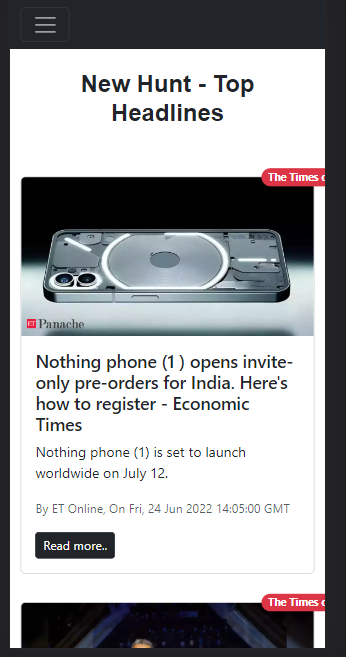 New Hunt - Top
Headlines
The Times
ET Panache
Nothing phone (1 ) opens invite-
only pre-orders for India. Here's
how to register - Economic
Times
Nothing phone (1) is set to launch
worldwide on July 12.
By ET Online, On Fri, 24 Jun 2022 14:05:00 GMT
Read more..
The Times